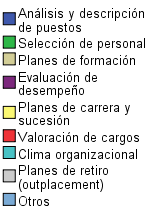 Análisis y descripción
de puestos
Selección de personal
Planes de formación
Evaluación de
desempeño
Planes de carrera y
sucesión
Valoración de cargos
Clima organizacional
Planes de retiro
(outplacement)
Otros